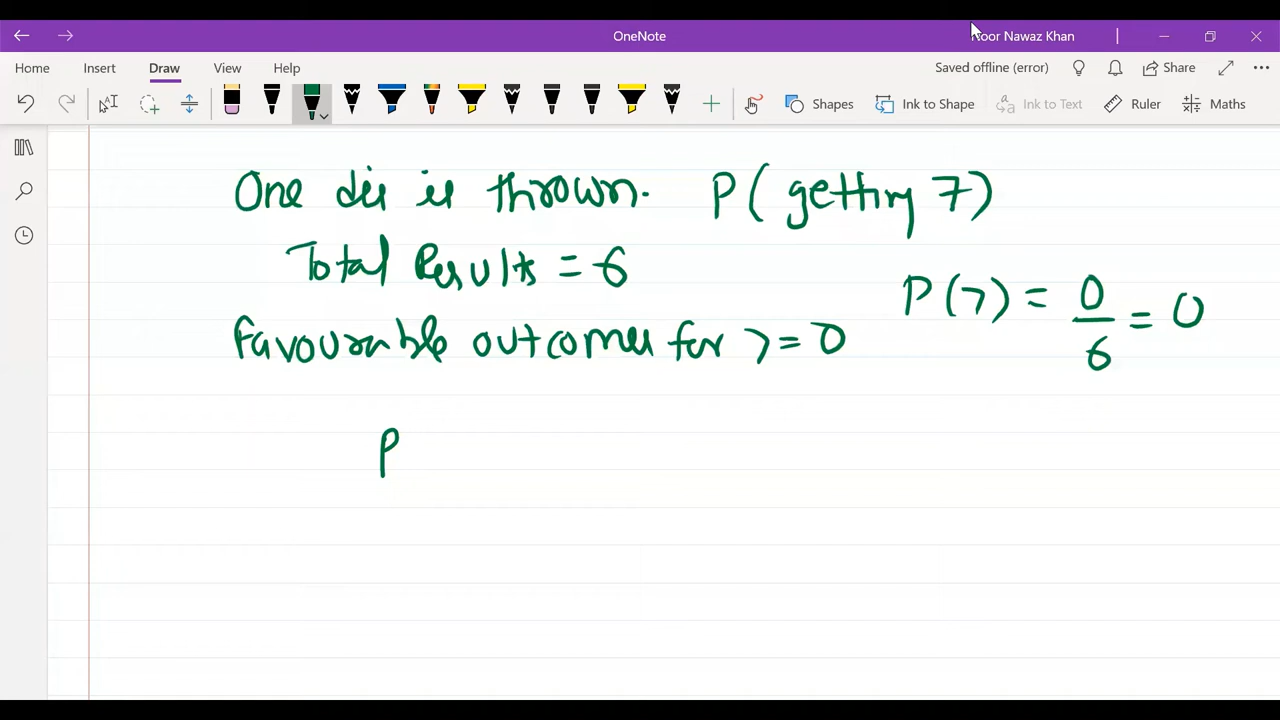 OneNote
Noor Nawaz Khan
Home Insert Draw View Help
Saved offline (error)
Share
Shapes Ink to Shape Ink to Text Ruler Maths
One die is thrown. P(getting 7)
Total Results = 6
P(7) = 0/6 = 0
Favourable outcomes for 7 = 0
P